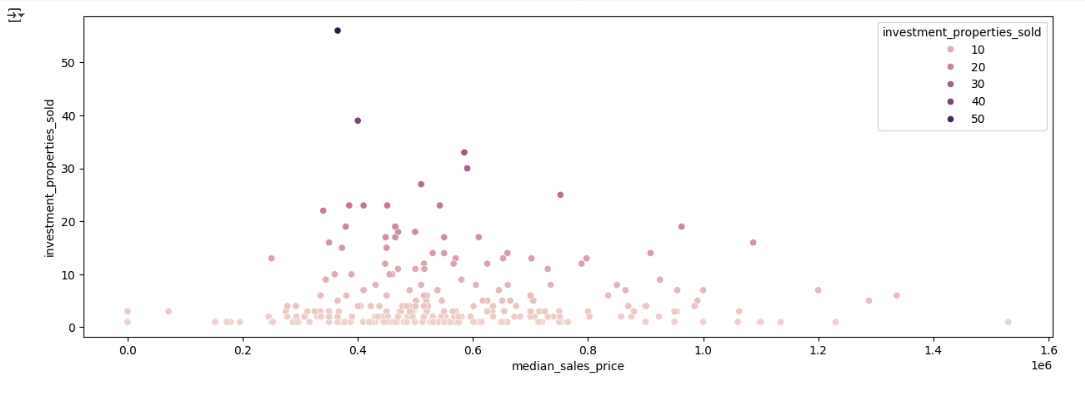 investment_properties_sold
10
20
30
40
50
50
40
30
20
10
0
investment_properties_sold
0.0 0.2 0.4 0.6 0.8 1.0 1.2 1.4 1.6
1e6
median_sales_price